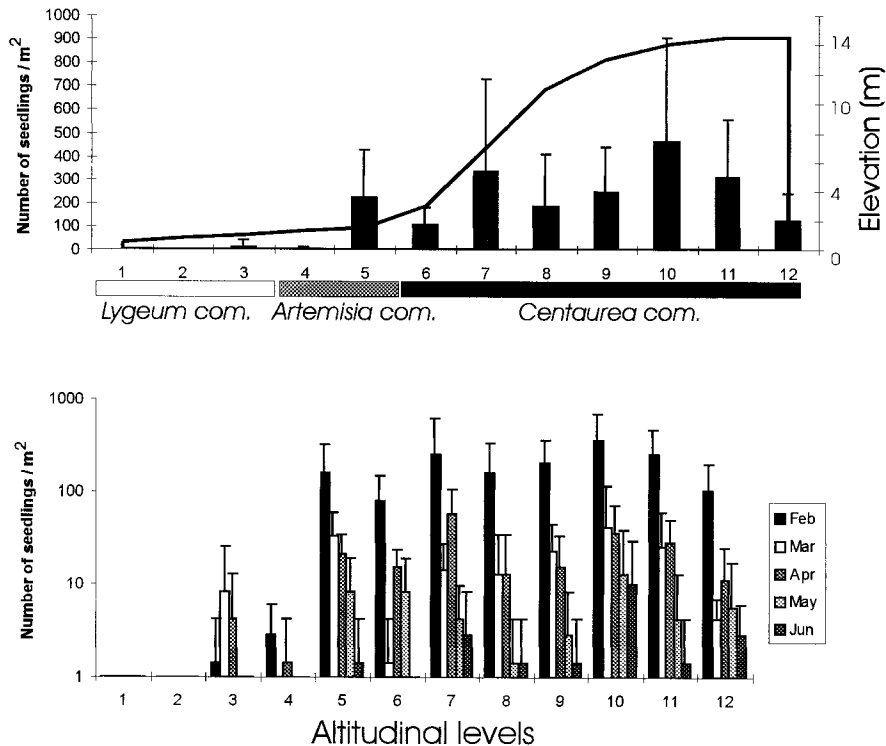 1000
900
800
700
600
500
400
300
200
100
0
Number of seedlings / m2
14
10
4
0
Elevation (m)
1 2 3 4 5 6 7 8 9 10 11 12
Lygeum com. Artemisia com. Centaurea com.
1000
100
10
1
Number of seedlings / m2
Feb
Mar
Apr
May
Jun
1 2 3 4 5 6 7 8 9 10 11 12
Altitudinal levels